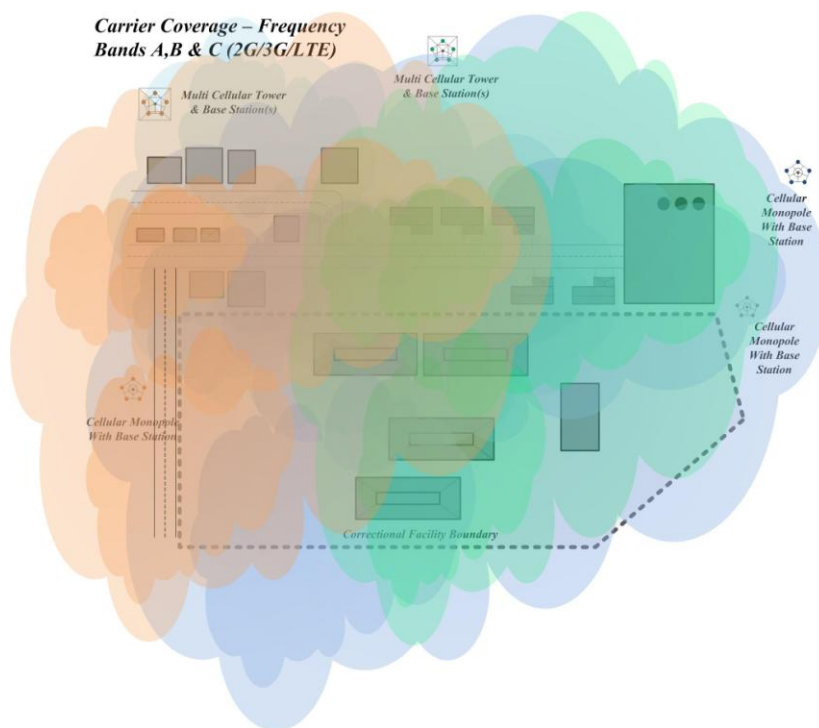 Carrier Coverage – Frequency
Bands A,B & C (2G/3G/LTE)
Multi Cellular Tower
& Base Station(s)
Multi Cellular Tower
& Base Station(s)
Cellular
Monopole
With Base
Station
Cellular
Monopole
With Base
Station
Cellular Monopole
With Base Station
Correctional Facility Boundary